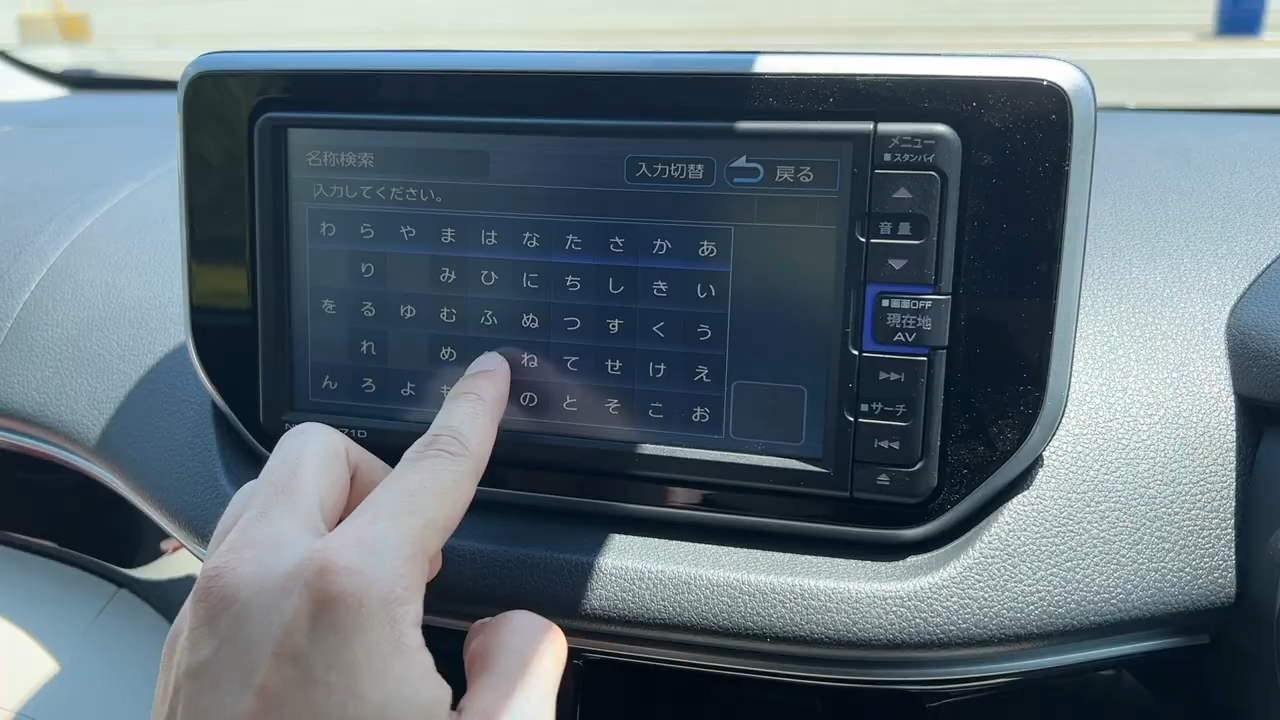 名称検索
入力切替
戻る
入力してください。
わ ら や ま は な た さ か あ
り み ひ に ち し き い
を る ゆ む ふ ぬ つ す く う
れ め ね て せ け え
ん ろ よ の と そ こ お
メニュー
■スタンバイ
音量
■画面OFF
現在地
AV
■サーチ